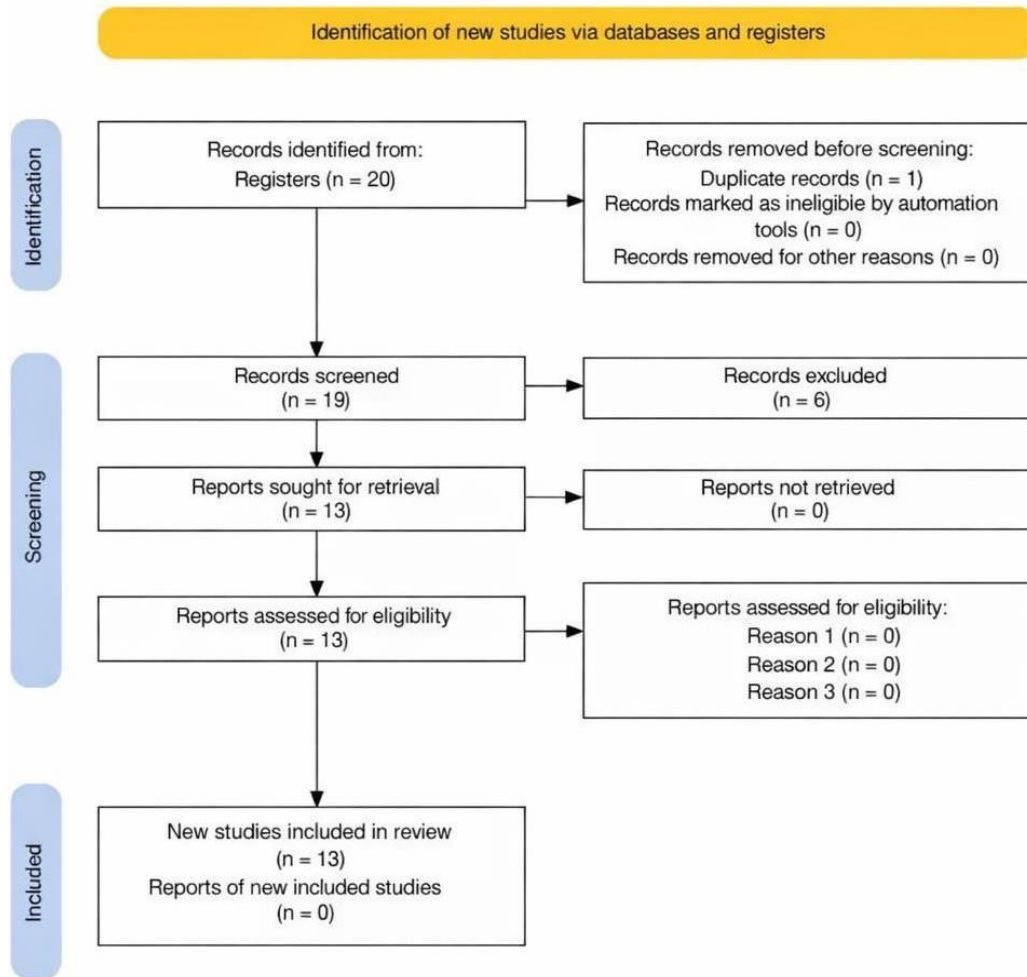 Identification of new studies via databases and registers
Identification
Records identified from:
Registers (n = 20)
Records removed before screening:
Duplicate records (n = 1)
Records marked as ineligible by automation
tools (n = 0)
Records removed for other reasons (n = 0)
Screening
Records screened
(n = 19)
Records excluded
(n = 6)
Reports sought for retrieval
(n = 13)
Reports not retrieved
(n = 0)
Reports assessed for eligibility
(n = 13)
Reports assessed for eligibility:
Reason 1 (n = 0)
Reason 2 (n = 0)
Reason 3 (n = 0)
Included
New studies included in review
(n = 13)
Reports of new included studies
(n = 0)